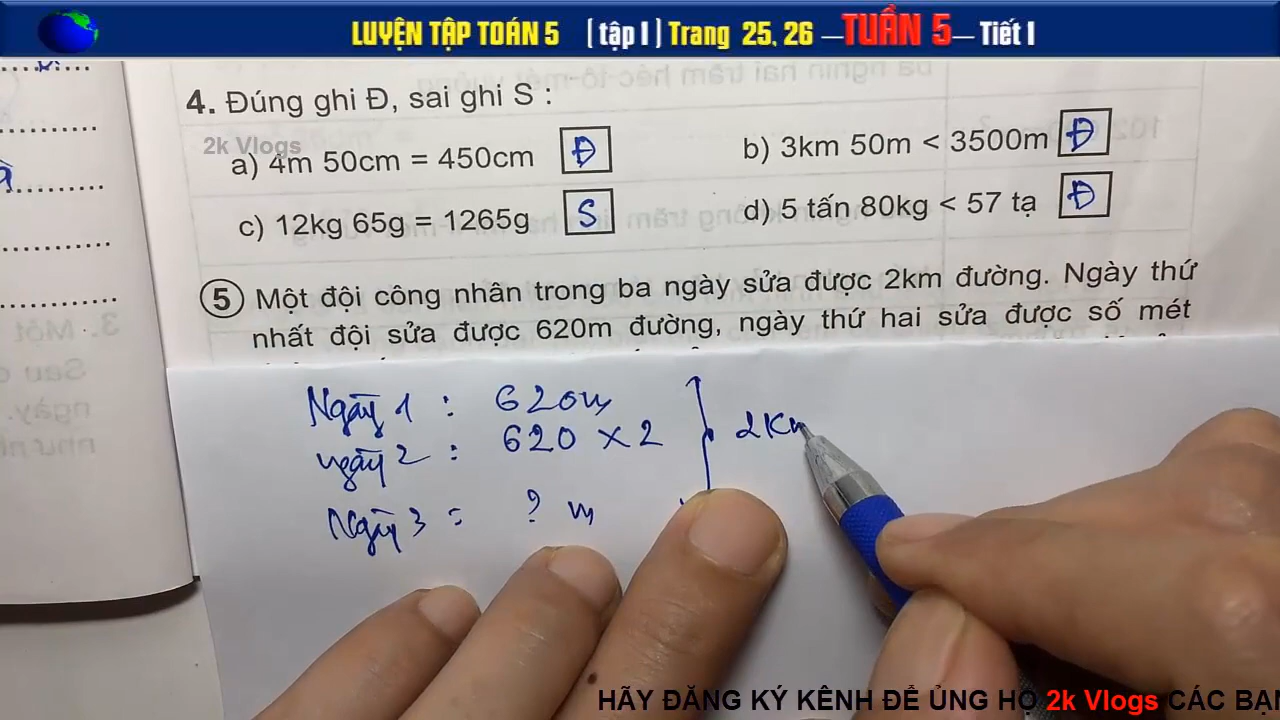 LUYỆN TẬP TOÁN 5 ( tập 1 ) Trang 25, 26 – TUẦN 5 – Tiết 1
4. Đúng ghi Đ, sai ghi S :
2k Vlogs
a) 4m 50cm = 450cm Đ
b) 3km 50m < 3500m Đ
c) 12kg 65g = 1265g S
d) 5 tấn 80kg < 57 tạ Đ
5 Một đội công nhân trong ba ngày sửa được 2km đường. Ngày thứ
nhất đội sửa được 620m đường, ngày thứ hai sửa được số mét
Ngày 1 : 620m
ngày 2 : 620 x 2
2km
Ngày 3 : ? m
HÃY ĐĂNG KÝ KÊNH ĐỂ ỦNG HỘ 2k Vlogs CÁC BẠN